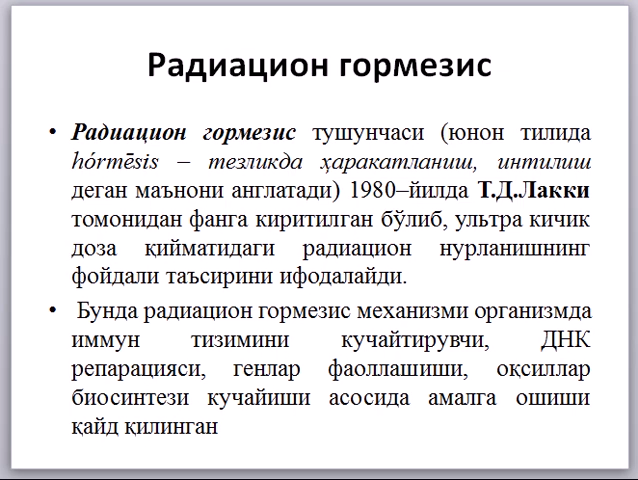 Радиацион гормезис
• Радиацион гормезис тушунчаси (юнон тилида
hórmēsis – тезликда ҳаракатланиш, интилиш
деган маънони англатади) 1980–йилда Т.Д.Лакки
томонидан фанга киритилган бўлиб, ультра кичик
доза қийматидаги радиацион нурланишнинг
фойдали таъсирини ифодалайди.
• Бунда радиацион гормезис механизми организмда
иммун тизимини кучайтирувчи, ДНК
репарацияси, генлар фаоллашиши, оқсиллар
биосинтези кучайиши асосида амалга ошиши
қайд қилинган